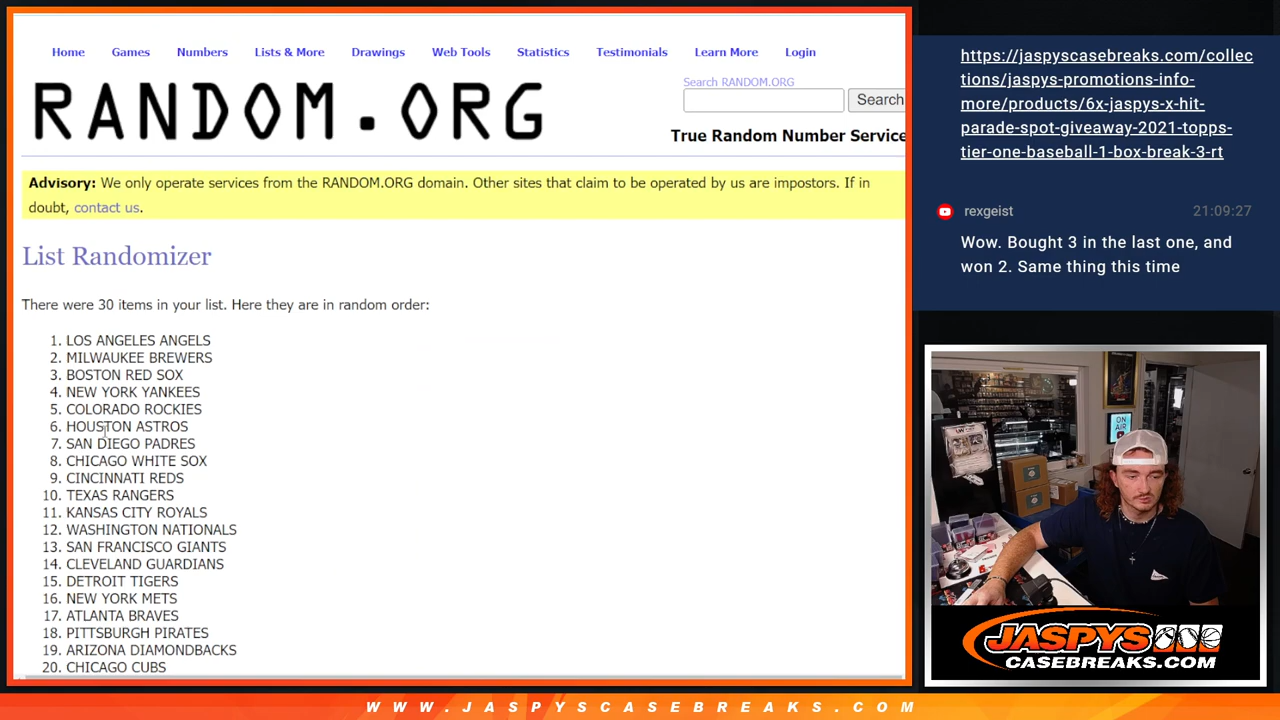 Home Games Numbers Lists & More Drawings Web Tools Statistics Testimonials Learn More Login
RANDOM.ORG
Search RANDOM.ORG
Search
True Random Number Service
Advisory: We only operate services from the RANDOM.ORG domain. Other sites that claim to be operated by us are impostors. If in
doubt, contact us.
List Randomizer
There were 30 items in your list. Here they are in random order:
1. LOS ANGELES ANGELS
2. MILWAUKEE BREWERS
3. BOSTON RED SOX
4. NEW YORK YANKEES
5. COLORADO ROCKIES
6. HOUSTON ASTROS
7. SAN DIEGO PADRES
8. CHICAGO WHITE SOX
9. CINCINNATI REDS
10. TEXAS RANGERS
11. KANSAS CITY ROYALS
12. WASHINGTON NATIONALS
13. SAN FRANCISCO GIANTS
14. CLEVELAND GUARDIANS
15. DETROIT TIGERS
16. NEW YORK METS
17. ATLANTA BRAVES
18. PITTSBURGH PIRATES
19. ARIZONA DIAMONDBACKS
20. CHICAGO CUBS
https://jaspyscasebreaks.com/collec
tions/jaspys-promotions-info-
more/products/6x-jaspys-x-hit-
parade-spot-giveaway-2021-topps-
tier-one-baseball-1-box-break-3-rt
rexgeist 21:09:27
Wow. Bought 3 in the last one, and
won 2. Same thing this time
ON
AIR
JASPYS
CASEBREAKS.COM
WWW.JASPYSCASEBREAKS.COM